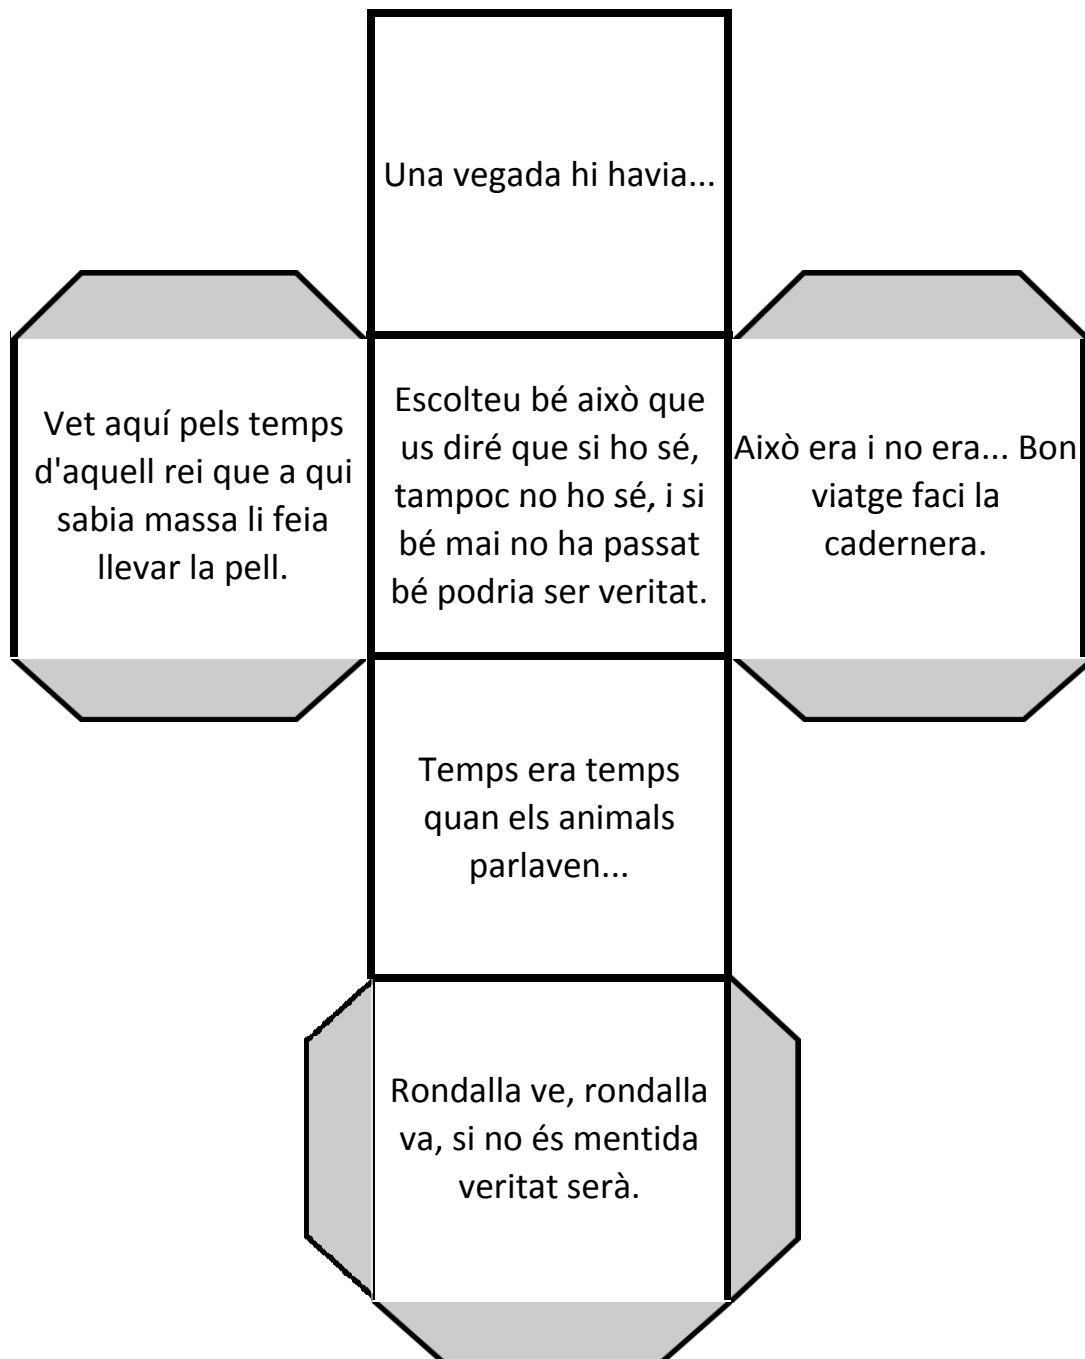 Una vegada hi havia...
Vet aquí pels temps
d'aquell rei que a qui
sabia massa li feia
llevar la pell.
Escolteu bé això que
us diré que si ho sé,
tampoc no ho sé, i si
bé mai no ha passat
bé podria ser veritat.
Això era i no era... Bon
viatge faci la
cadernera.
Temps era temps
quan els animals
parlaven...
Rondalla ve, rondalla
va, si no és mentida
veritat serà.